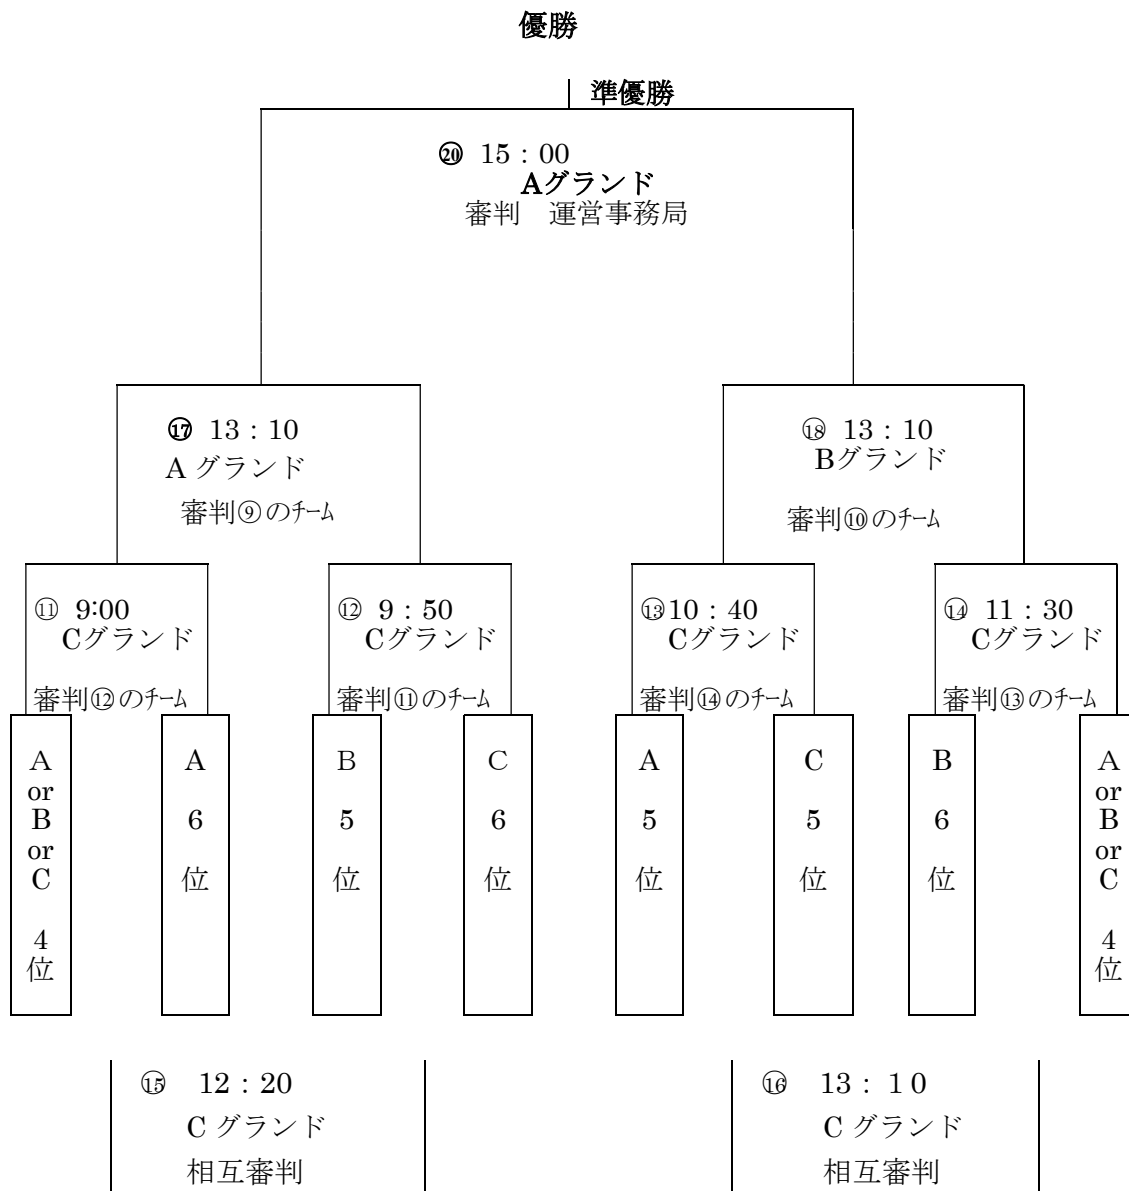 優勝
準優勝
⑳ 15：00
Aグランド
審判　運営事務局
⑰ 13：10
A グランド
審判⑨のﾁｰﾑ
⑱ 13：10
Bグランド
審判⑩のﾁｰﾑ
⑪ 9:00
Cグランド
審判⑫のﾁｰﾑ
⑫ 9：50
Cグランド
審判⑪のﾁｰﾑ
⑬10：40
Cグランド
審判⑭のﾁｰﾑ
⑭ 11：30
Cグランド
審判⑬のﾁｰﾑ
A or B or C 4位
A 6位
B 5位
C 6位
A 5位
C 5位
B 6位
A or B or C 4位
⑮ 12：20
C グランド
相互審判
⑯ 13：１0
C グランド
相互審判